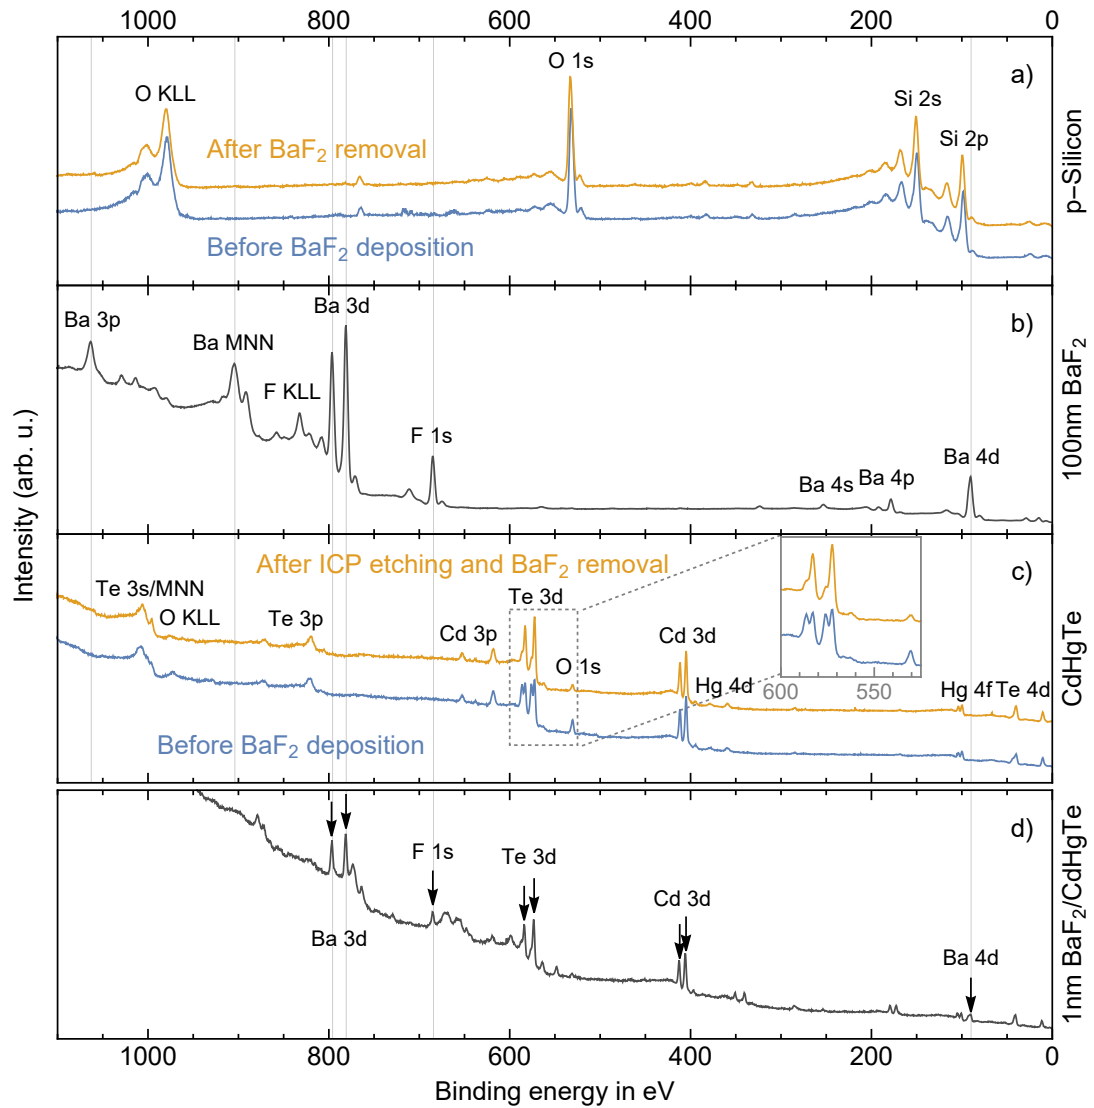 1000 800 600 400 200 0
a)
O KLL
O 1s
Si 2s
Si 2p
After BaF₂ removal
Before BaF₂ deposition
p–Silicon
b)
Ba 3p
Ba MNN
F KLL
Ba 3d
F 1s
Ba 4s
Ba 4p
Ba 4d
100nm BaF₂
Intensity (arb. u.)
c)
After ICP etching and BaF₂ removal
Te 3s/MNN
O KLL
Te 3p
Cd 3p
Te 3d
O 1s
Cd 3d
Hg 4d
Hg 4f
Te 4d
600 550
Before BaF₂ deposition
CdHgTe
d)
Ba 3d
F 1s
Te 3d
Cd 3d
Ba 4d
1nm BaF₂/CdHgTe
1000 800 600 400 200 0
Binding energy in eV